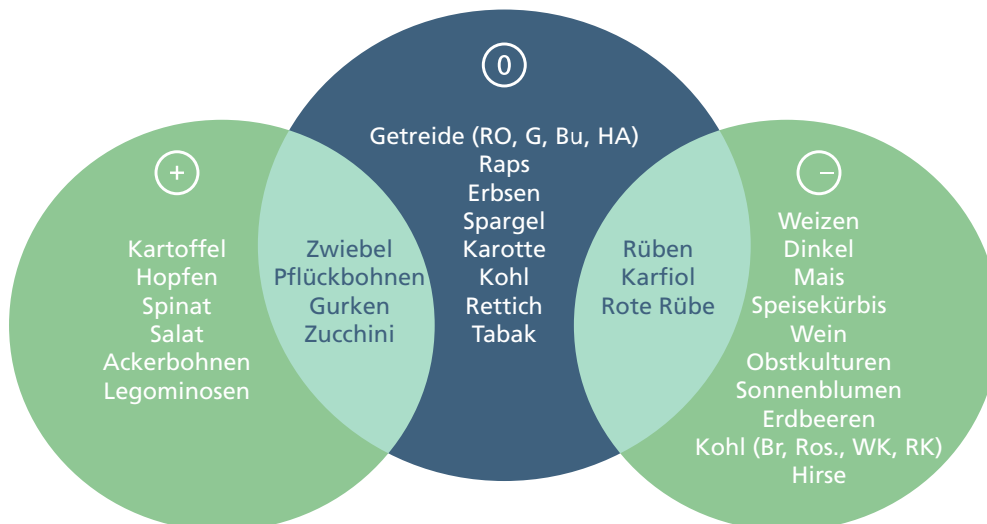 +
Kartoffel
Hopfen
Spinat
Salat
Ackerbohnen
Legominosen
Zwiebel
Pflückbohnen
Gurken
Zucchini
0
Getreide (RO, G, Bu, HA)
Raps
Erbsen
Spargel
Karotte
Kohl
Rettich
Tabak
Rüben
Karfiol
Rote Rübe
–
Weizen
Dinkel
Mais
Speisekürbis
Wein
Obstkulturen
Sonnenblumen
Erdbeeren
Kohl (Br, Ros., WK, RK)
Hirse